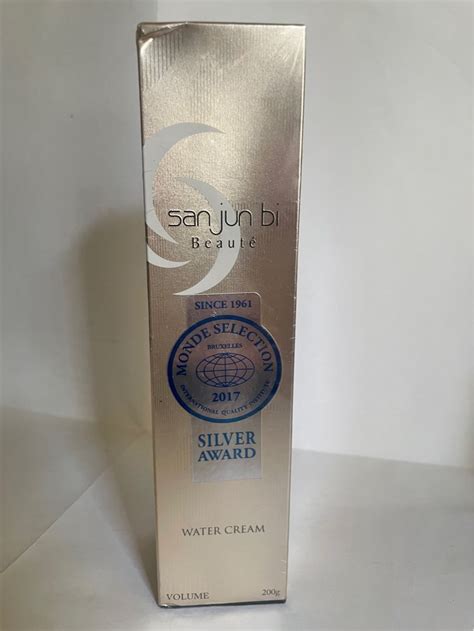 san jun bi
Beauté
SINCE 1961
MONDE SELECTION
BRUXELLES
2017
INTERNATIONAL QUALITY INSTITUTE
SILVER
AWARD
WATER CREAM
VOLUME 200g